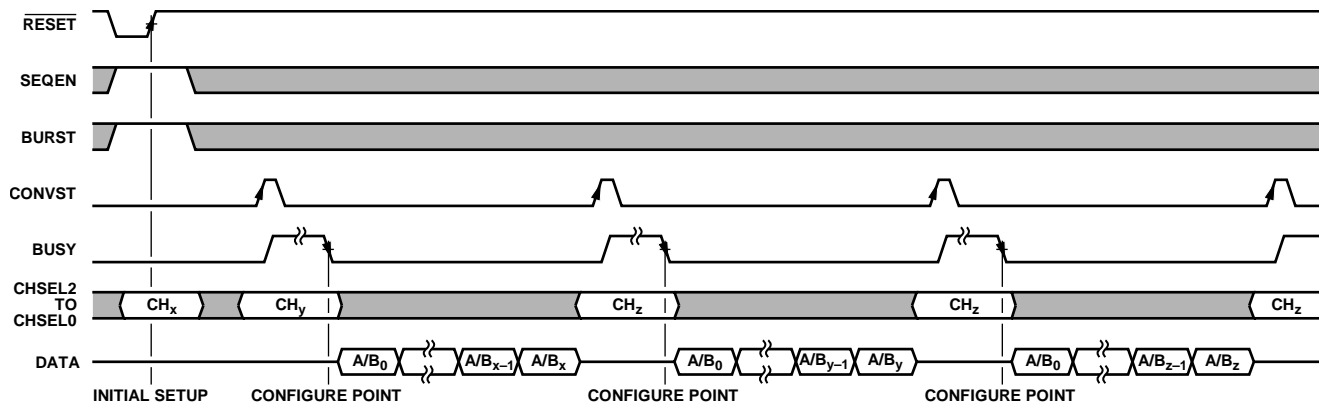 RESET
SEQEN
BURST
CONVST
BUSY
CHSEL2
TO
CHSEL0
CHx CHy CHz CHz CHz
DATA
A/B0 A/Bx–1 A/Bx A/B0 A/By–1 A/By A/B0 A/Bz–1 A/Bz
INITIAL SETUP CONFIGURE POINT CONFIGURE POINT CONFIGURE POINT